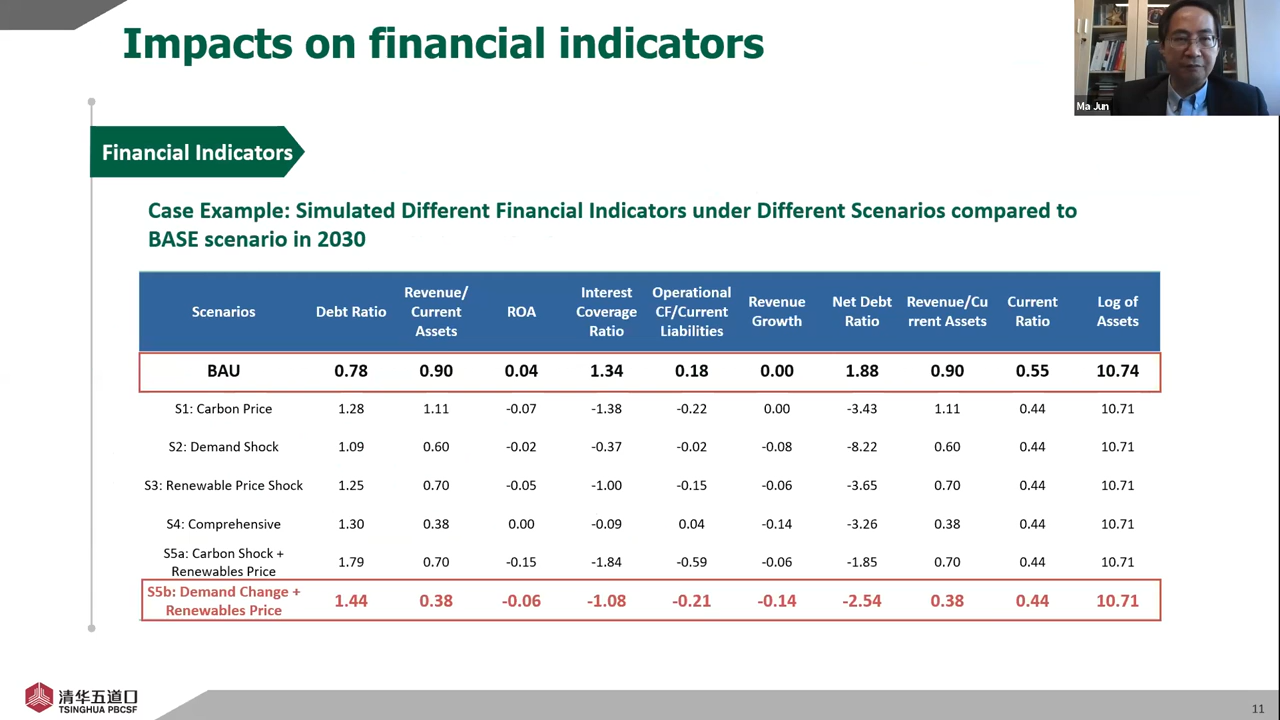 Impacts on financial indicators
Ma Jun
Financial Indicators
Case Example: Simulated Different Financial Indicators under Different Scenarios compared to
BASE scenario in 2030
Scenarios Debt Ratio Revenue/ Current Assets ROA Interest Coverage Ratio Operational CF/Current Liabilities Revenue Growth Net Debt Ratio Revenue/Cu rrent Assets Current Ratio Log of Assets
BAU 0.78 0.90 0.04 1.34 0.18 0.00 1.88 0.90 0.55 10.74
S1: Carbon Price 1.28 1.11 -0.07 -1.38 -0.22 0.00 -3.43 1.11 0.44 10.71
S2: Demand Shock 1.09 0.60 -0.02 -0.37 -0.02 -0.08 -8.22 0.60 0.44 10.71
S3: Renewable Price Shock 1.25 0.70 -0.05 -1.00 -0.15 -0.06 -3.65 0.70 0.44 10.71
S4: Comprehensive 1.30 0.38 0.00 -0.09 0.04 -0.14 -3.26 0.38 0.44 10.71
S5a: Carbon Shock + Renewables Price 1.79 0.70 -0.15 -1.84 -0.59 -0.06 -1.85 0.70 0.44 10.71
S5b: Demand Change + Renewables Price 1.44 0.38 -0.06 -1.08 -0.21 -0.14 -2.54 0.38 0.44 10.71
清华五道口
TSINGHUA PBCSF
11